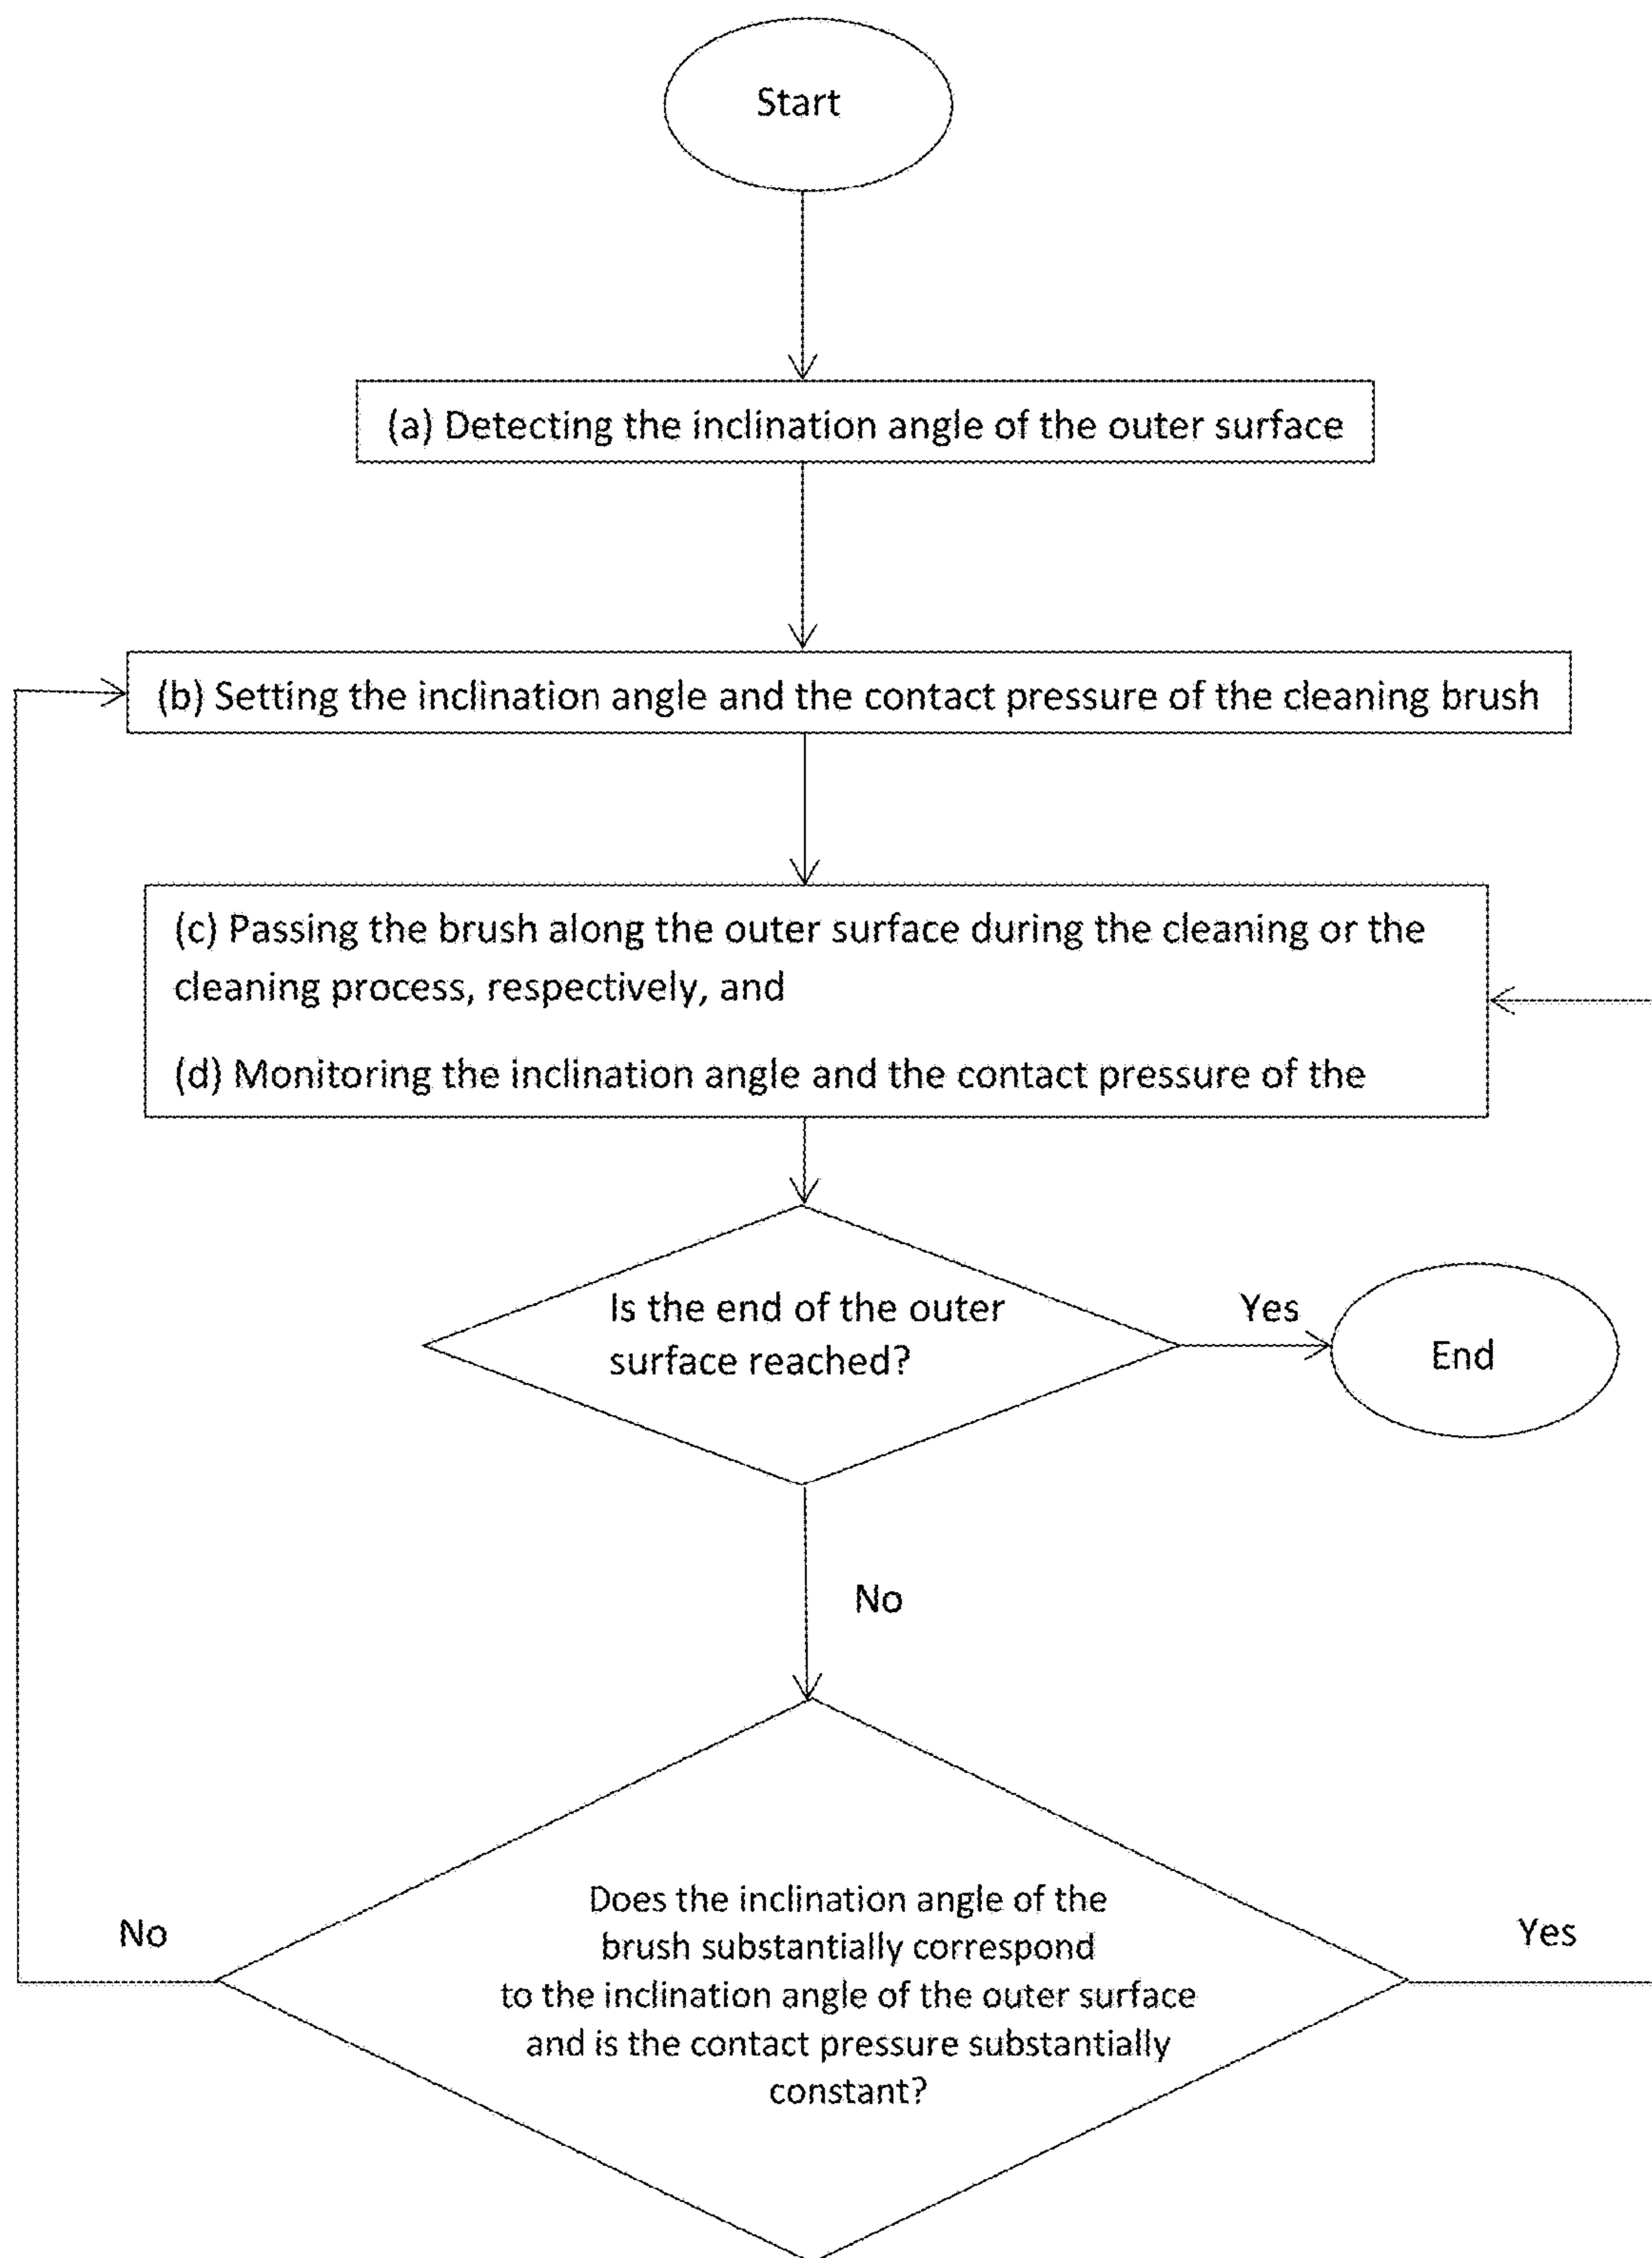 Start
(a) Detecting the inclination angle of the outer surface
(b) Setting the inclination angle and the contact pressure of the cleaning brush
(c) Passing the brush along the outer surface during the cleaning or the
cleaning process, respectively, and
(d) Monitoring the inclination angle and the contact pressure of the
Is the end of the outer
surface reached?
Yes
End
No
Does the inclination angle of the
brush substantially correspond
to the inclination angle of the outer surface
and is the contact pressure substantially
constant?
No
Yes